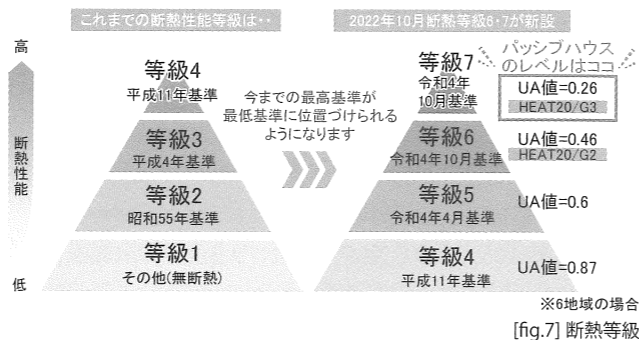 これまでの断熱性能等級は‥
2022年10月断熱等級6・7が新設
高
断熱性能
低
等級4
平成11年基準
等級3
平成4年基準
等級2
昭和55年基準
等級1
その他(無断熱)
今までの最高基準が
最低基準に位置づけられる
ようになります
パッシブハウス
のレベルはココ
等級7
令和4年
10月基準
UA値=0.26
HEAT20/G3
等級6
令和4年10月基準
UA値=0.46
HEAT20/G2
等級5
令和4年4月基準
UA値=0.6
等級4
平成11年基準
UA値=0.87
※6地域の場合
[fig.7] 断熱等級